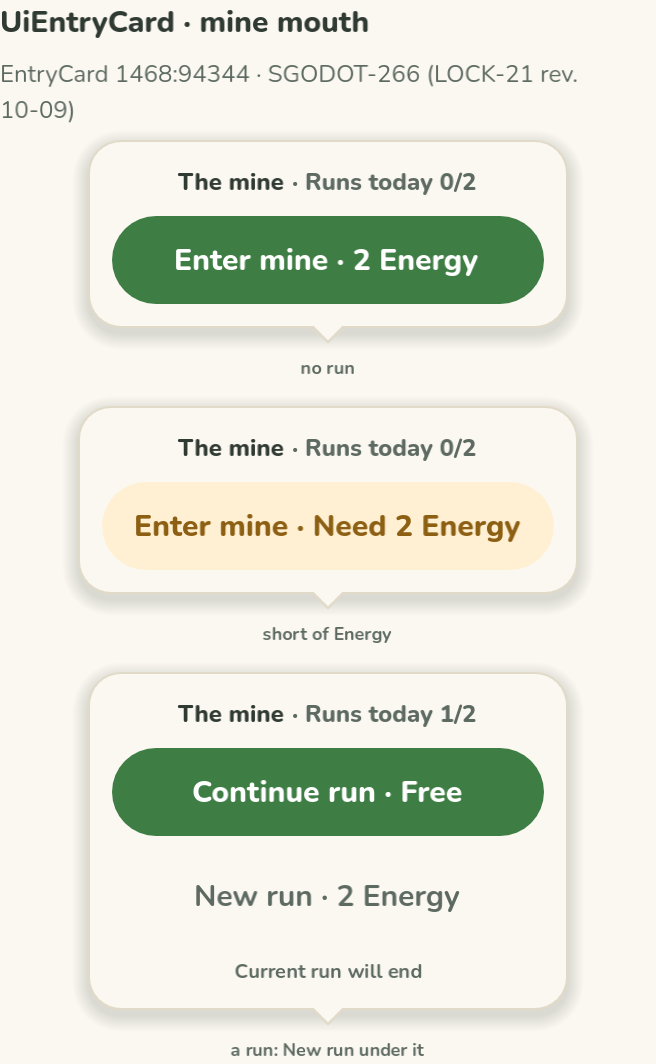 UiEntryCard · mine mouth
EntryCard 1468:94344 · SGODOT-266 (LOCK-21 rev.
10-09)
The mine · Runs today 0/2
Enter mine · 2 Energy
no run
The mine · Runs today 0/2
Enter mine · Need 2 Energy
short of Energy
The mine · Runs today 1/2
Continue run · Free
New run · 2 Energy
Current run will end
a run: New run under it